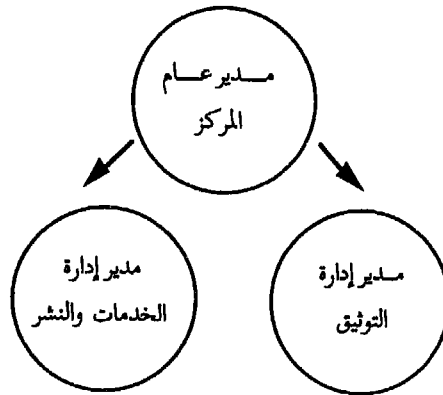 مدير عام
المركز
مدير إدارة
التوثيق
مدير إدارة
الخدمات والنشر